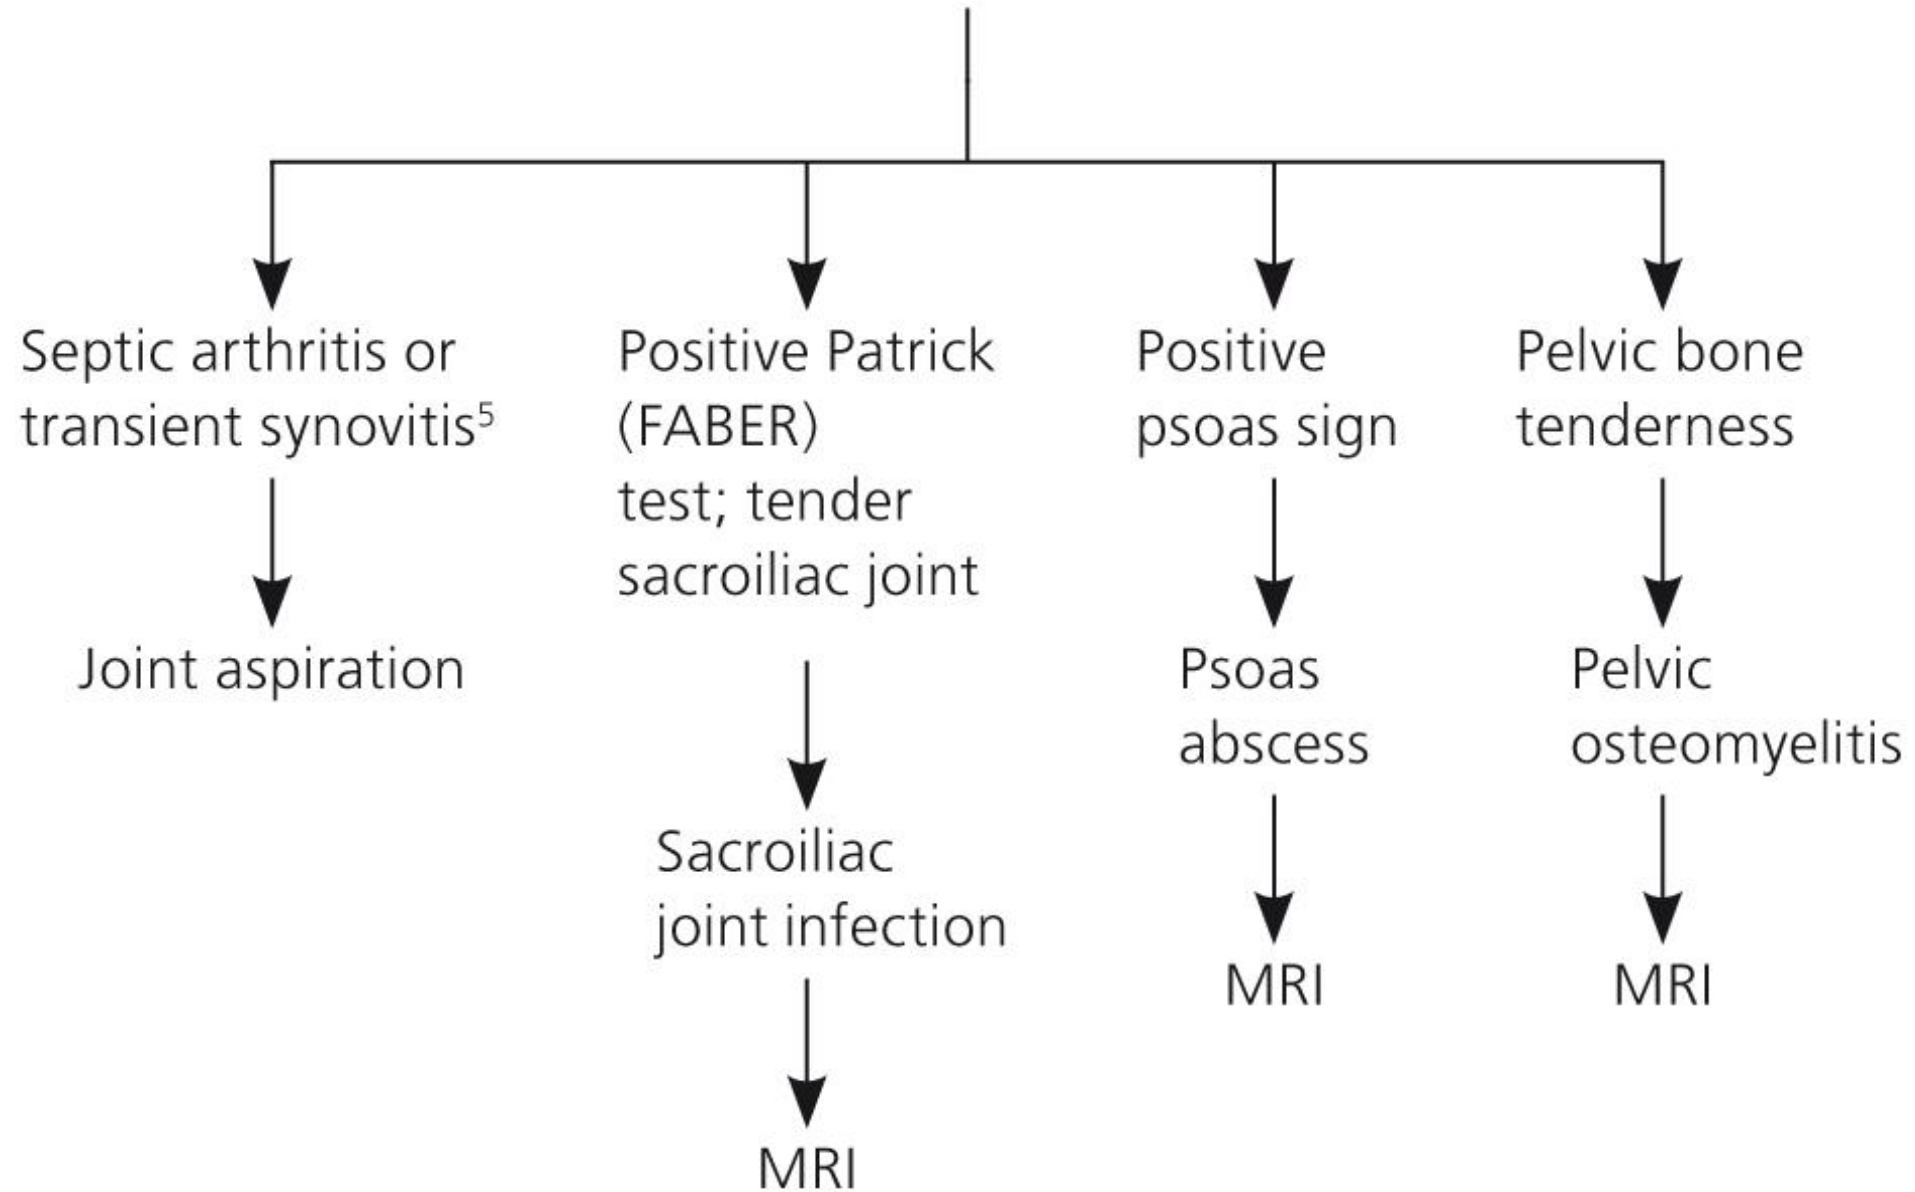 Septic arthritis or
transient synovitis⁵
Joint aspiration
Positive Patrick
(FABER)
test; tender
sacroiliac joint
Sacroiliac
joint infection
MRI
Positive
psoas sign
Psoas
abscess
MRI
Pelvic bone
tenderness
Pelvic
osteomyelitis
MRI